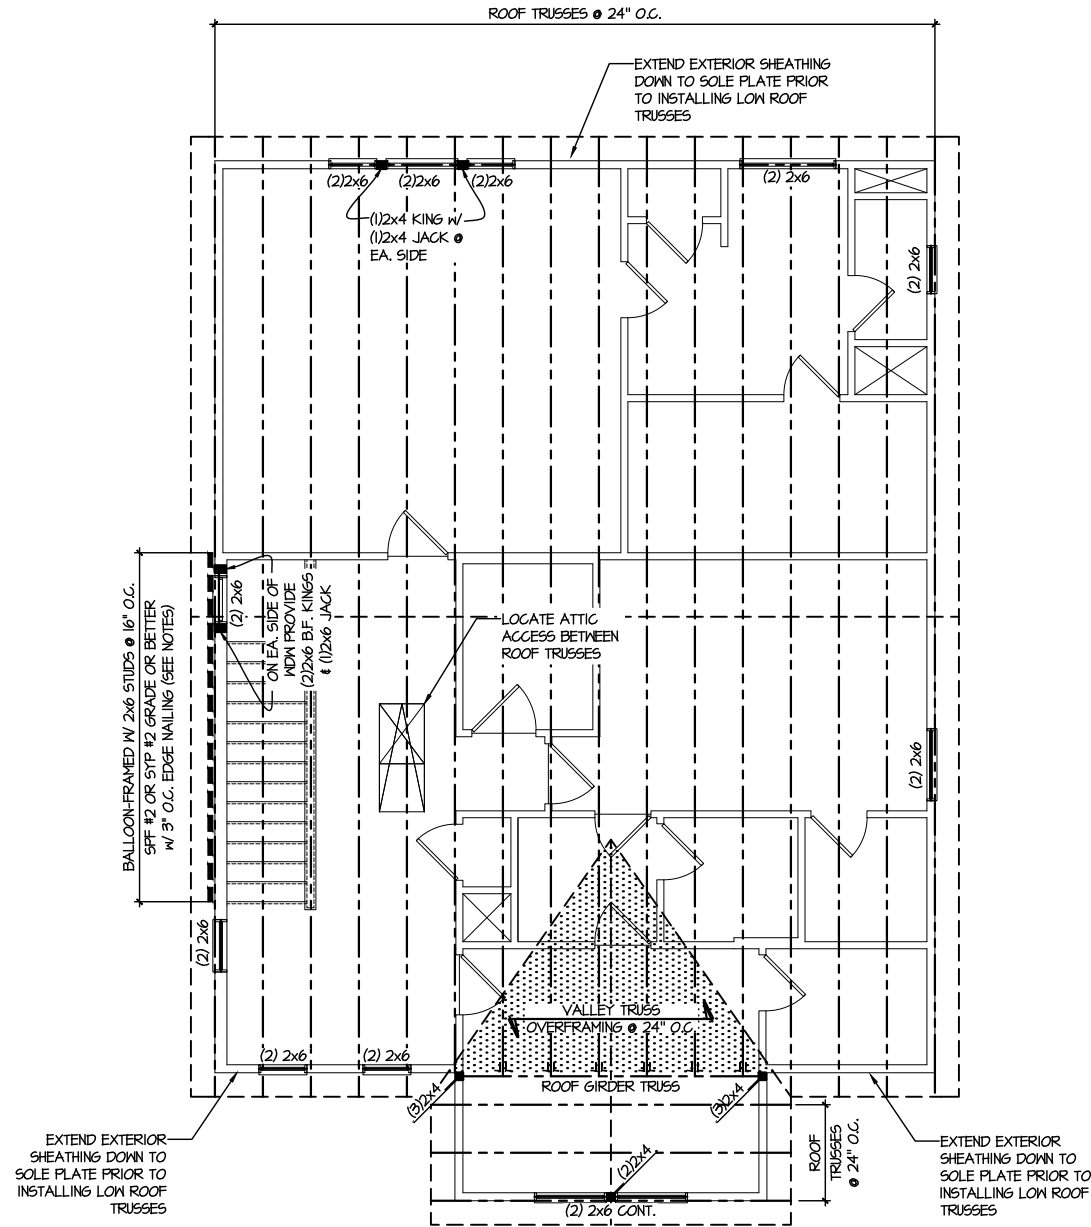 ROOF TRUSSES @ 24" O.C.
EXTEND EXTERIOR SHEATHING
DOWN TO SOLE PLATE PRIOR
TO INSTALLING LOW ROOF
TRUSSES
(2)2x6
(2)2x6
(2)2x6
(2) 2x6
(1)2x4 KING W/
(1)2x4 JACK @
EA. SIDE
(2) 2x6
BALLOON-FRAMED W/ 2x6 STUDS @ 16" O.C.
SPF #2 OR SYP #2 GRADE OR BETTER
W/ 3" O.C. EDGE NAILING (SEE NOTES)
(2) 2x6
ON EA. SIDE OF
WDW PROVIDE
(2)2x6 B.F. KINGS
& (1)2x6 JACK
LOCATE ATTIC
ACCESS BETWEEN
ROOF TRUSSES
(2) 2x6
(2) 2x6
VALLEY TRUSS
OVERFRAMING @ 24" O.C.
(2) 2x6
(2) 2x6
ROOF GIRDER TRUSS
(3)2x4
(3)2x4
EXTEND EXTERIOR
SHEATHING DOWN TO
SOLE PLATE PRIOR TO
INSTALLING LOW ROOF
TRUSSES
(2)2x4
(2) 2x6 CONT.
ROOF
TRUSSES
@ 24" O.C.
EXTEND EXTERIOR
SHEATHING DOWN TO
SOLE PLATE PRIOR TO
INSTALLING LOW ROOF
TRUSSES